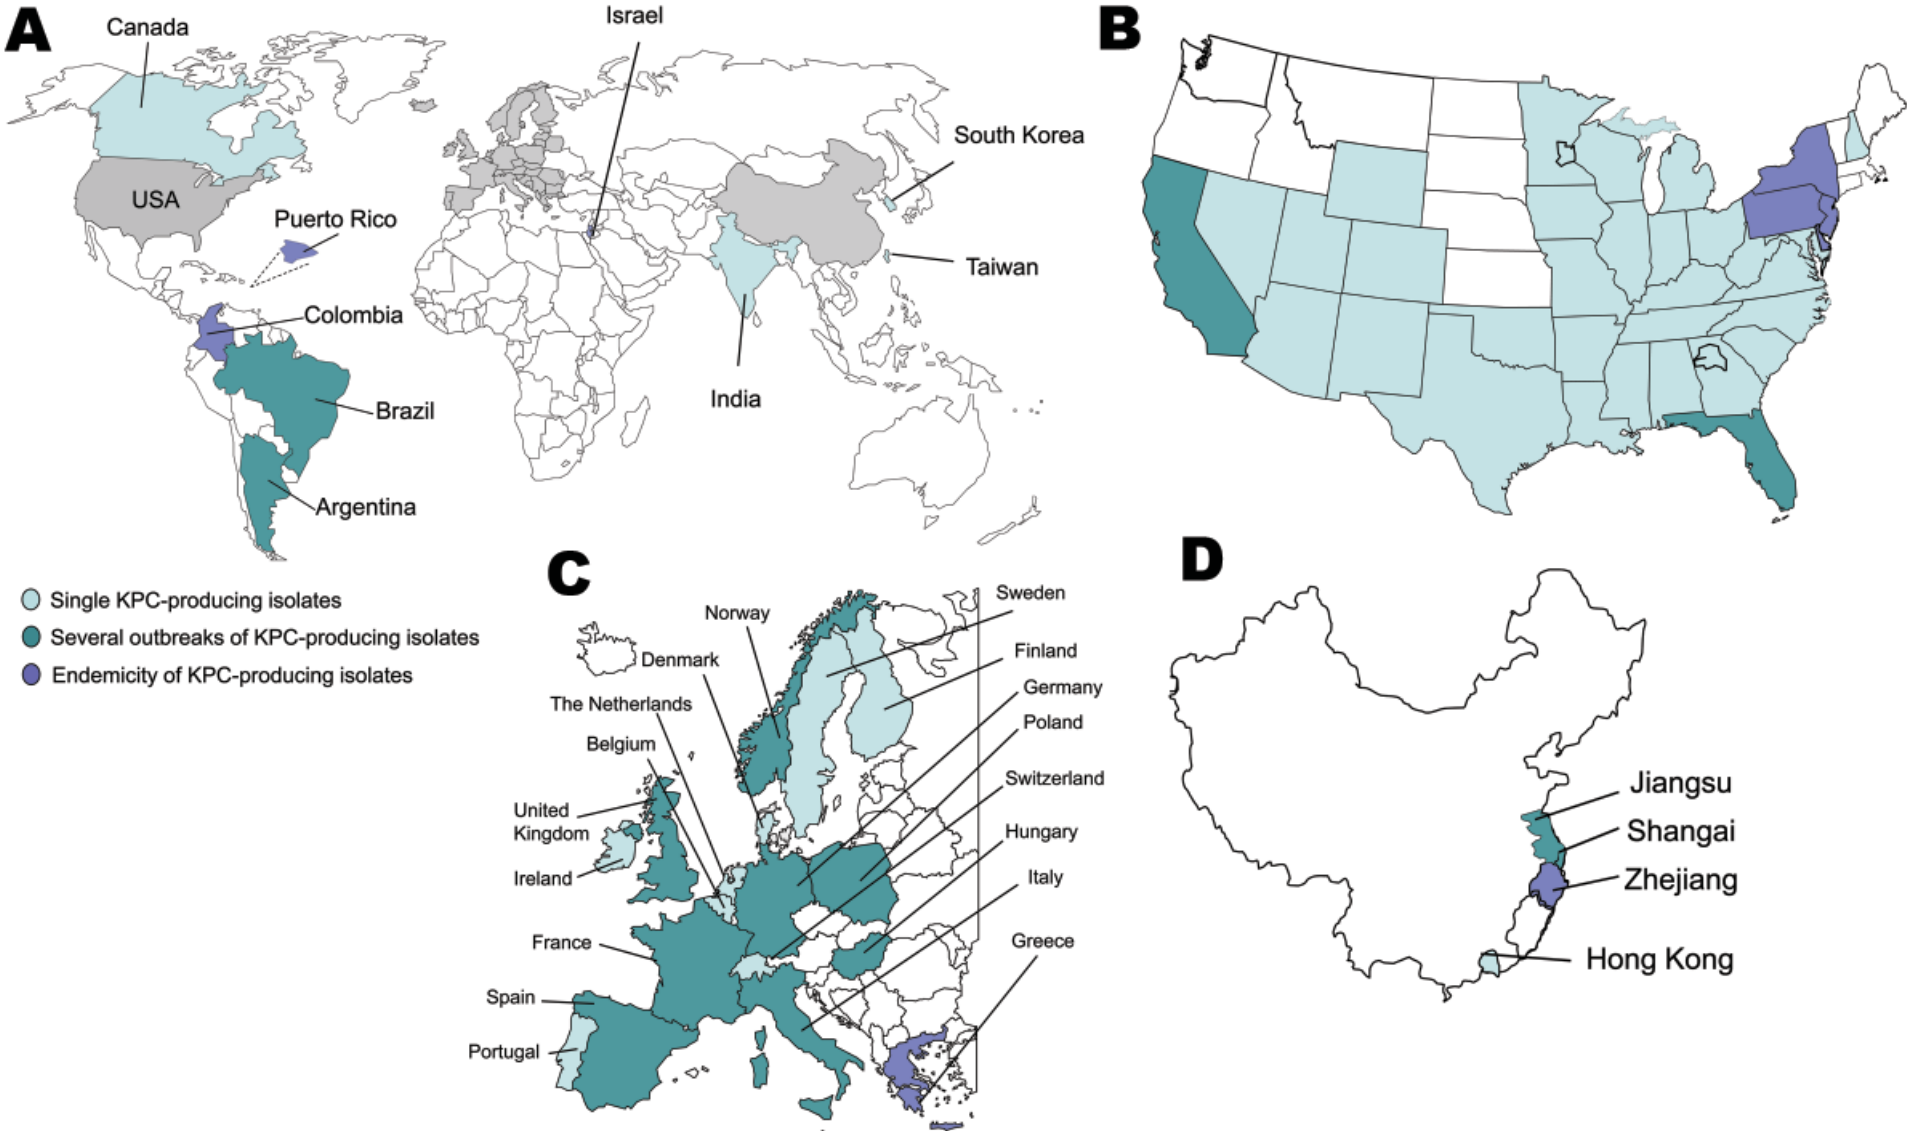 A
Canada
Israel
USA
South Korea
Puerto Rico
Taiwan
Colombia
India
Brazil
Argentina
B
Single KPC-producing isolates
Several outbreaks of KPC-producing isolates
Endemicity of KPC-producing isolates
C
Sweden
Norway
Finland
Denmark
Germany
The Netherlands
Poland
Belgium
Switzerland
United
Kingdom
Hungary
Ireland
Italy
France
Greece
Spain
Portugal
D
Jiangsu
Shangai
Zhejiang
Hong Kong